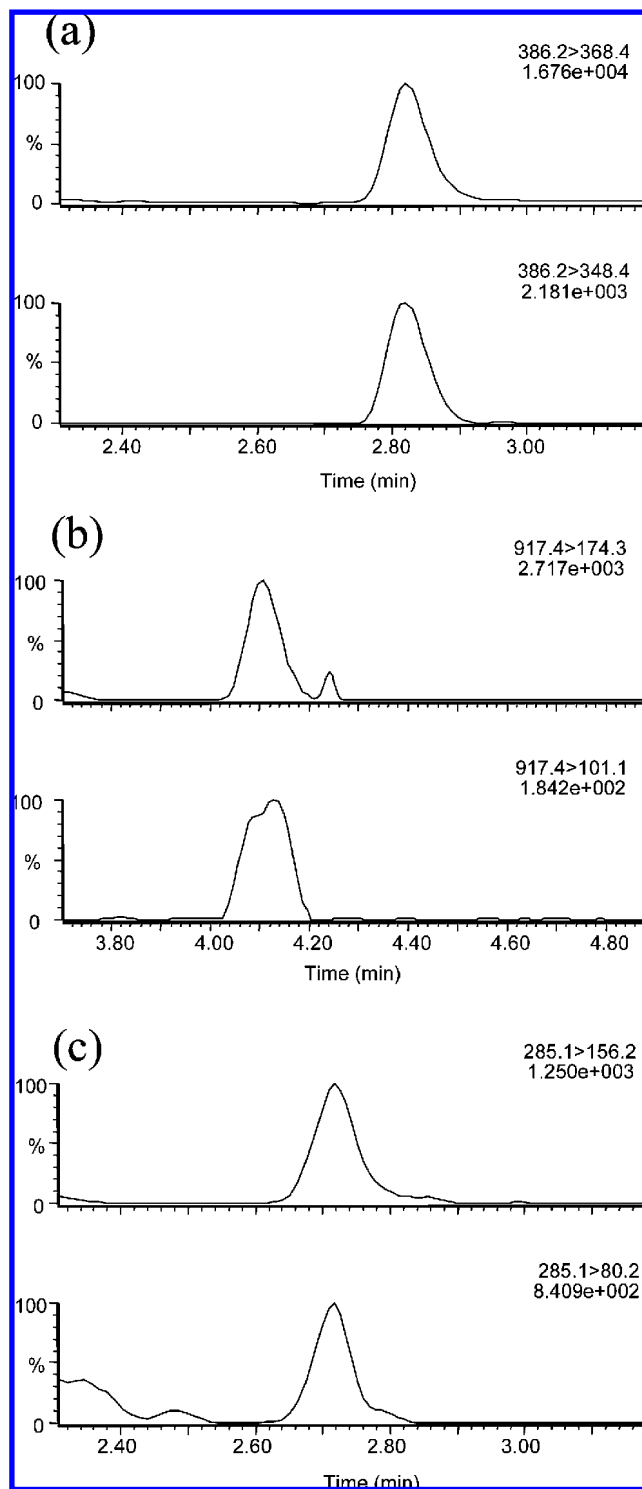 (a)
386.2>368.4
1.676e+004
100
%
0
386.2>348.4
2.181e+003
100
%
0
2.40 2.60 2.80 3.00
Time (min)
(b)
917.4>174.3
2.717e+003
100
%
0
917.4>101.1
1.842e+002
100
%
0
3.80 4.00 4.20 4.40 4.60 4.80
Time (min)
(c)
285.1>156.2
1.250e+003
100
%
0
285.1>80.2
8.409e+002
100
%
0
2.40 2.60 2.80 3.00
Time (min)